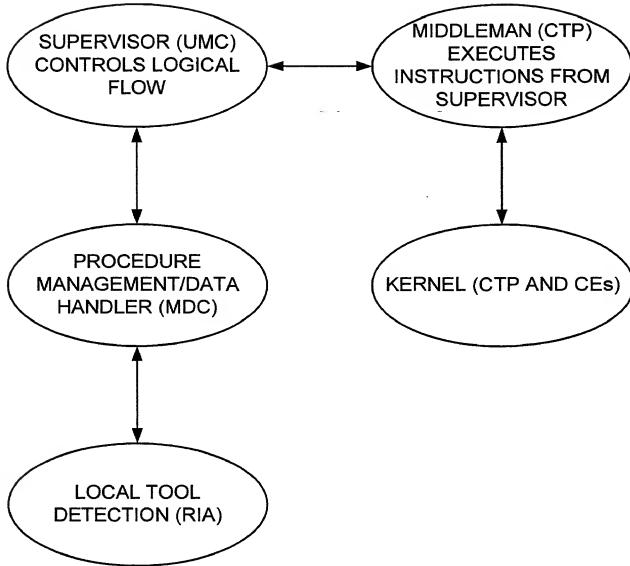 SUPERVISOR (UMC)
CONTROLS LOGICAL
FLOW
MIDDLEMAN (CTP)
EXECUTES
INSTRUCTIONS FROM
SUPERVISOR
PROCEDURE
MANAGEMENT/DATA
HANDLER (MDC)
KERNEL (CTP AND CEs)
LOCAL TOOL
DETECTION (RIA)